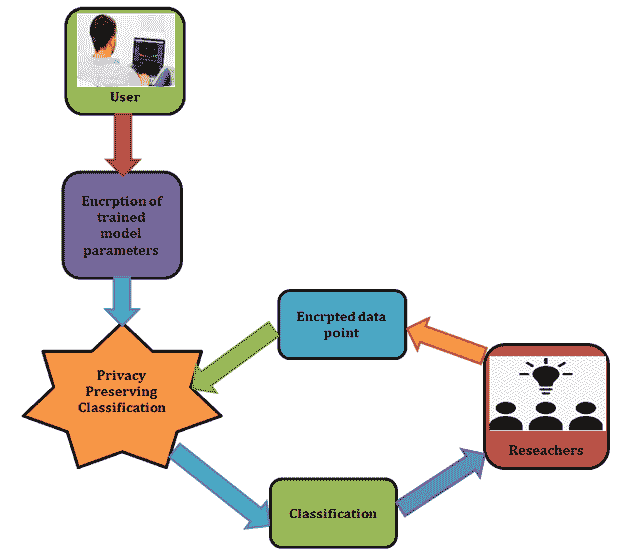 User
Encrption of
trained
model
parameters
Encrpted data
point
Privacy
Preserving
Classification
Reseachers
Classification